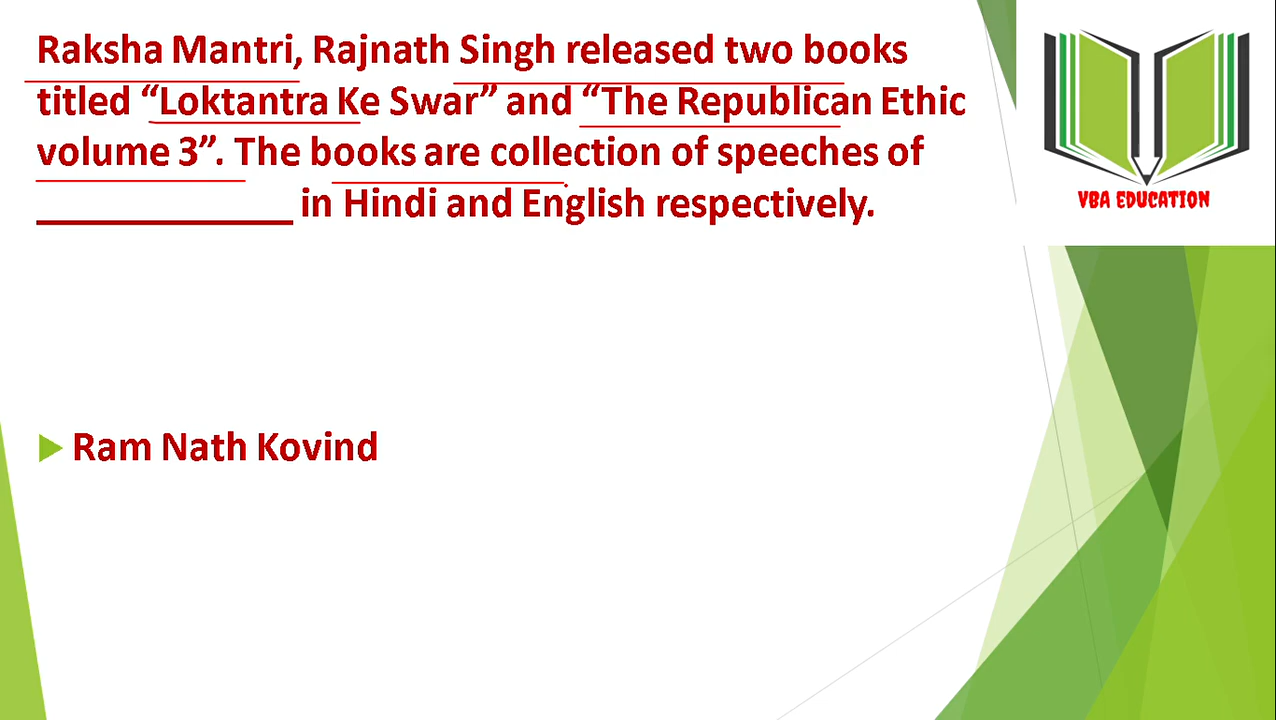 Raksha Mantri, Rajnath Singh released two books
titled “Loktantra Ke Swar” and “The Republican Ethic
volume 3”. The books are collection of speeches of
_____________ in Hindi and English respectively.
VBA EDUCATION
Ram Nath Kovind